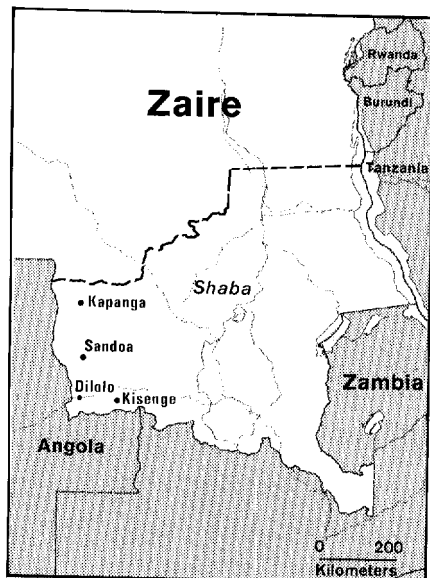 Rwanda
Burundi
Zaire
Tanzania
Shaba
Kapanga
Sandoa
Dilolo
Kisenge
Zambia
Angola
0 200
Kilometers